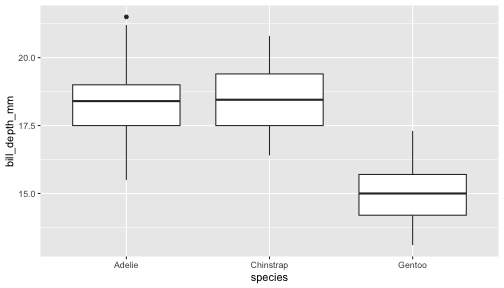 bill_depth_mm
20.0
17.5
15.0
Adelie
Chinstrap
Gentoo
species